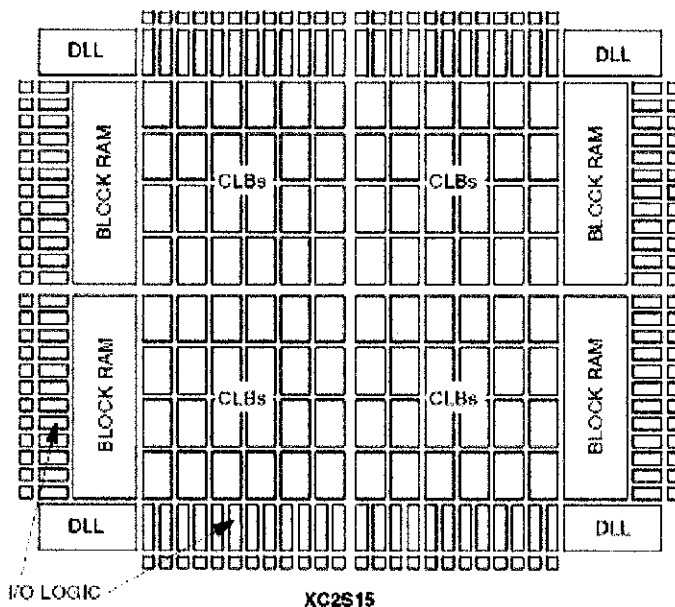 DLL DLL
BLOCK RAM CLBs CLBs BLOCK RAM
BLOCK RAM CLBs CLBs BLOCK RAM
DLL DLL
I/O LOGIC
XC2S15